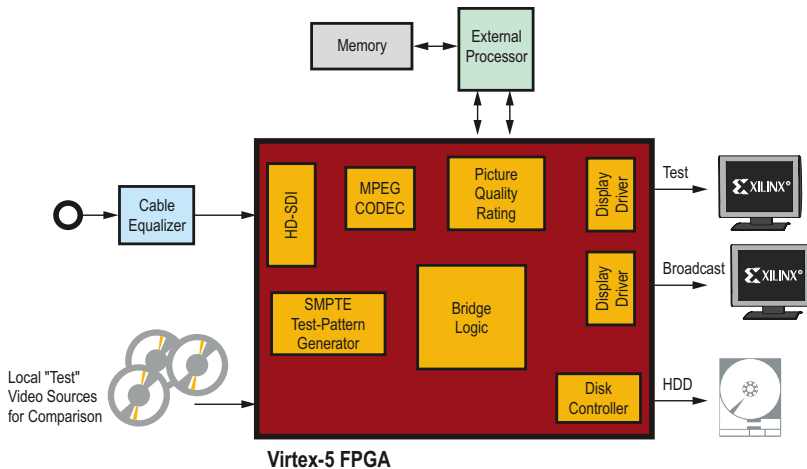 Memory
External
Processor
Cable
Equalizer
HD-SDI
MPEG
CODEC
Picture
Quality
Rating
Display
Driver
Test
XILINX®
SMPTE
Test-Pattern
Generator
Bridge
Logic
Display
Driver
Broadcast
XILINX®
Local "Test"
Video Sources
for Comparison
Disk
Controller
HDD
Virtex-5 FPGA